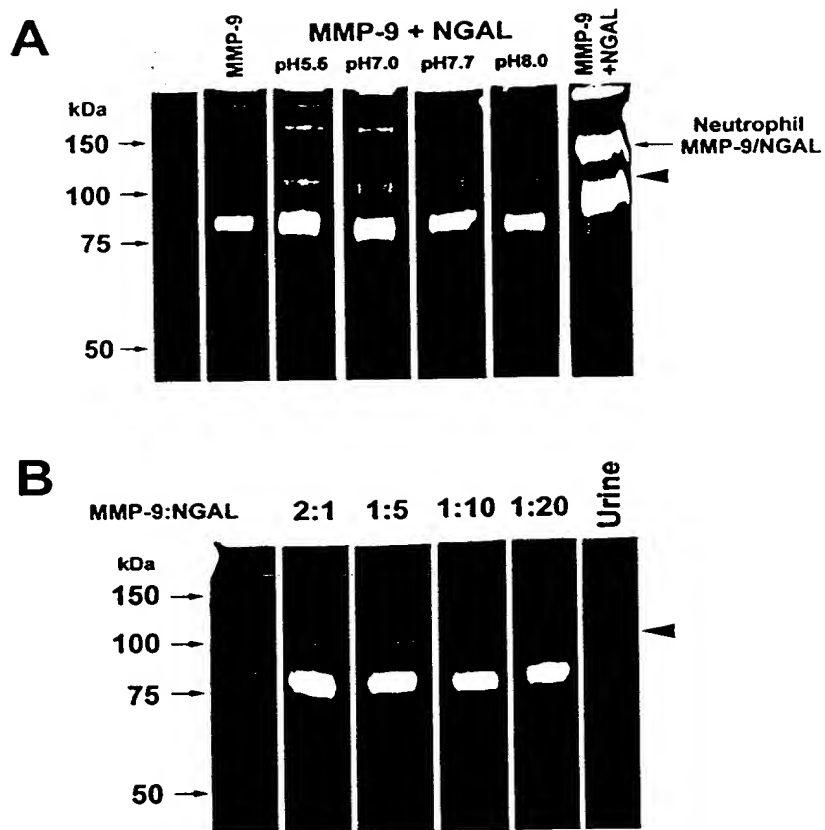 A
MMP-9
MMP-9 + NGAL
pH5.5
pH7.0
pH7.7
pH8.0
MMP-9
+NGAL
kDa
150
100
75
50
Neutrophil
MMP-9/NGAL
B
MMP-9:NGAL
2:1
1:5
1:10
1:20
Urine
kDa
150
100
75
50